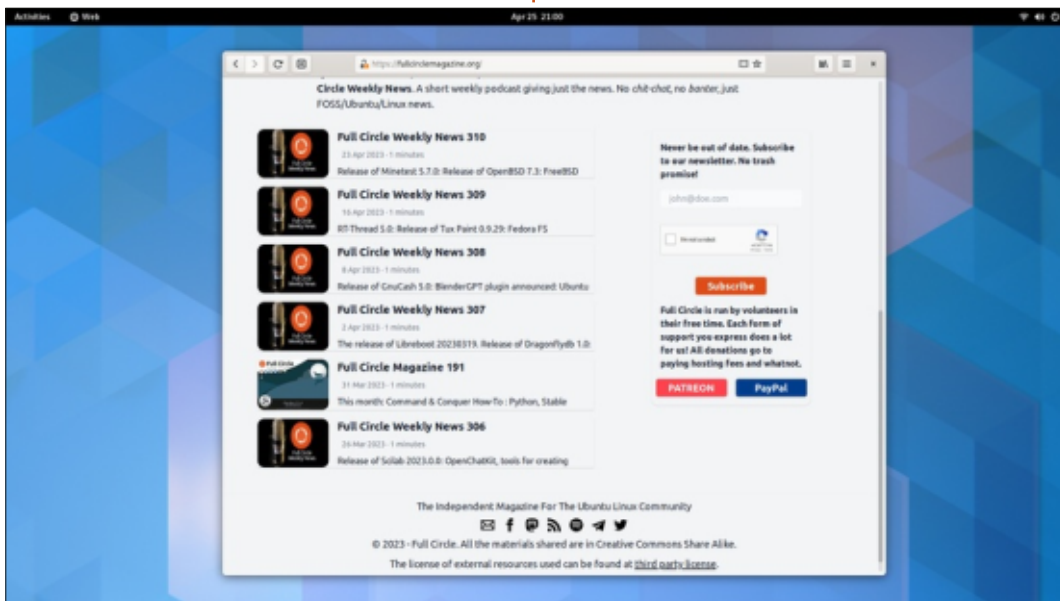 Activities Web Apr 25 21:00
https://fullcirclemagazine.org/
Circle Weekly News. A short weekly podcast giving just the news. No chit-chat, no banter, just
FOSS/Ubuntu/Linux news.
Full Circle Weekly News 310
23 Apr 2023 - 1 minutes
Release of Minetest 5.7.0: Release of OpenBSD 7.3: FreeBSD
Full Circle Weekly News 309
16 Apr 2023 - 1 minutes
RT-Thread 5.0: Release of Tux Paint 0.9.29: Fedora FS
Full Circle Weekly News 308
8 Apr 2023 - 1 minutes
Release of GnuCash 5.0: BlenderGPT plugin announced: Ubuntu
Full Circle Weekly News 307
2 Apr 2023 - 1 minutes
The release of Libreboot 20230319. Release of Dragonflydb 1.0:
Full Circle Magazine 191
31 Mar 2023 - 1 minutes
This month: Command & Conquer How-To : Python, Stable
Full Circle Weekly News 306
26 Mar 2023 - 1 minutes
Release of Scilab 2023.0.0: OpenChatKit, tools for creating
Never be out of date. Subscribe
to our newsletter. No trash
promise!
john@doe.com
Subscribe
Full Circle is run by volunteers in
their free time. Each form of
support you express does a lot
for us! All donations go to
paying hosting fees and whatnot.
PATREON PayPal
The Independent Magazine For The Ubuntu Linux Community
© 2023 - Full Circle. All the materials shared are in Creative Commons Share Alike.
The license of external resources used can be found at third party license.